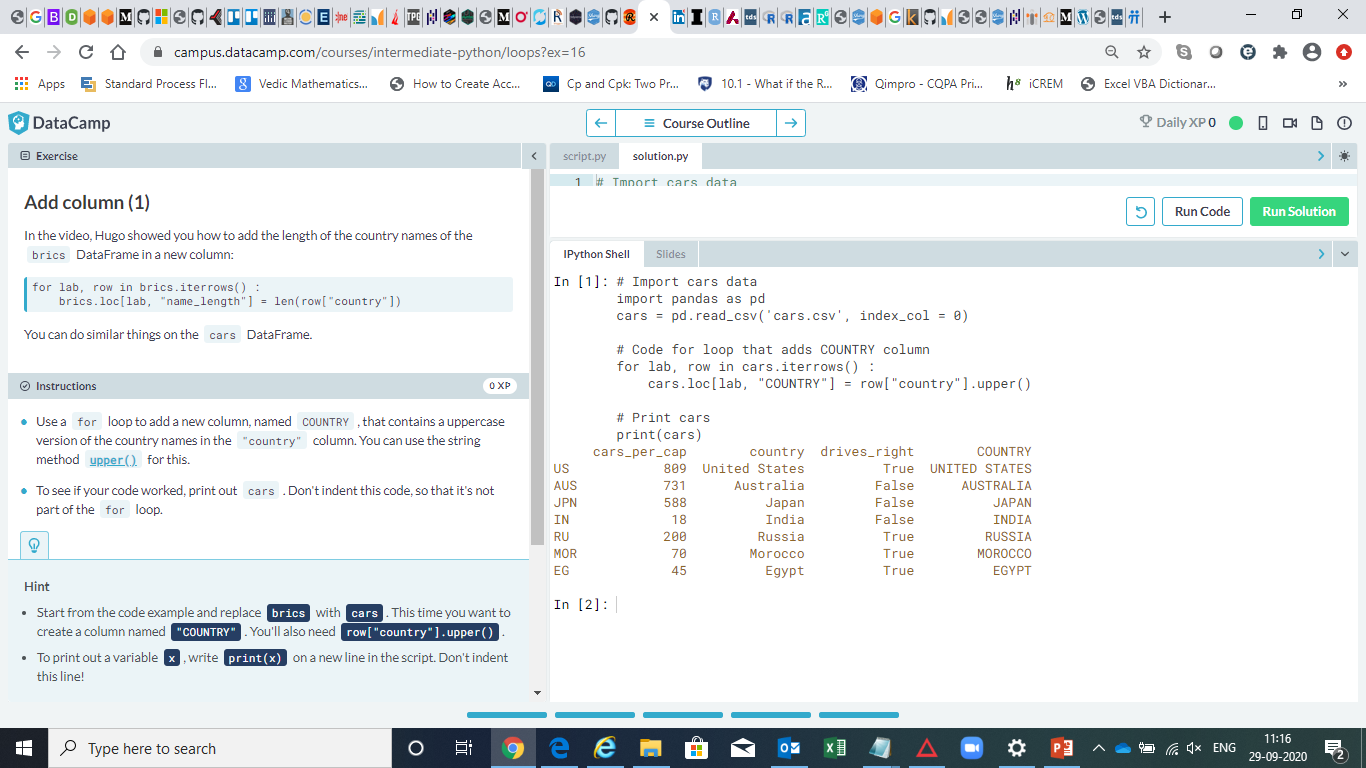 campus.datacamp.com/courses/intermediate-python/loops?ex=16
Apps Standard Process Fl... Vedic Mathematics... How to Create Acc... Cp and Cpk: Two Pr... 10.1 - What if the R... Qimpro - CQPA Pri... iCREM Excel VBA Dictionar... »
DataCamp
Course Outline
Daily XP 0
Exercise
Add column (1)
In the video, Hugo showed you how to add the length of the country names of the
brics DataFrame in a new column:
for lab, row in brics.iterrows() :
    brics.loc[lab, "name_length"] = len(row["country"])
You can do similar things on the cars DataFrame.
Instructions
0 XP
Use a for loop to add a new column, named COUNTRY , that contains a uppercase
version of the country names in the "country" column. You can use the string
method upper() for this.
To see if your code worked, print out cars . Don't indent this code, so that it's not
part of the for loop.
Hint
Start from the code example and replace brics with cars . This time you want to
create a column named "COUNTRY" . You'll also need row["country"].upper() .
To print out a variable x , write print(x) on a new line in the script. Don't indent
this line!
script.py solution.py
1 # Import cars data
Run Code Run Solution
IPython Shell Slides
In [1]: # Import cars data
import pandas as pd
cars = pd.read_csv('cars.csv', index_col = 0)
# Code for loop that adds COUNTRY column
for lab, row in cars.iterrows() :
    cars.loc[lab, "COUNTRY"] = row["country"].upper()
# Print cars
print(cars)
cars_per_cap country drives_right COUNTRY
US 809 United States True UNITED STATES
AUS 731 Australia False AUSTRALIA
JPN 588 Japan False JAPAN
IN 18 India False INDIA
RU 200 Russia True RUSSIA
MOR 70 Morocco True MOROCCO
EG 45 Egypt True EGYPT
In [2]:
Type here to search
ENG
11:16
29-09-2020
2